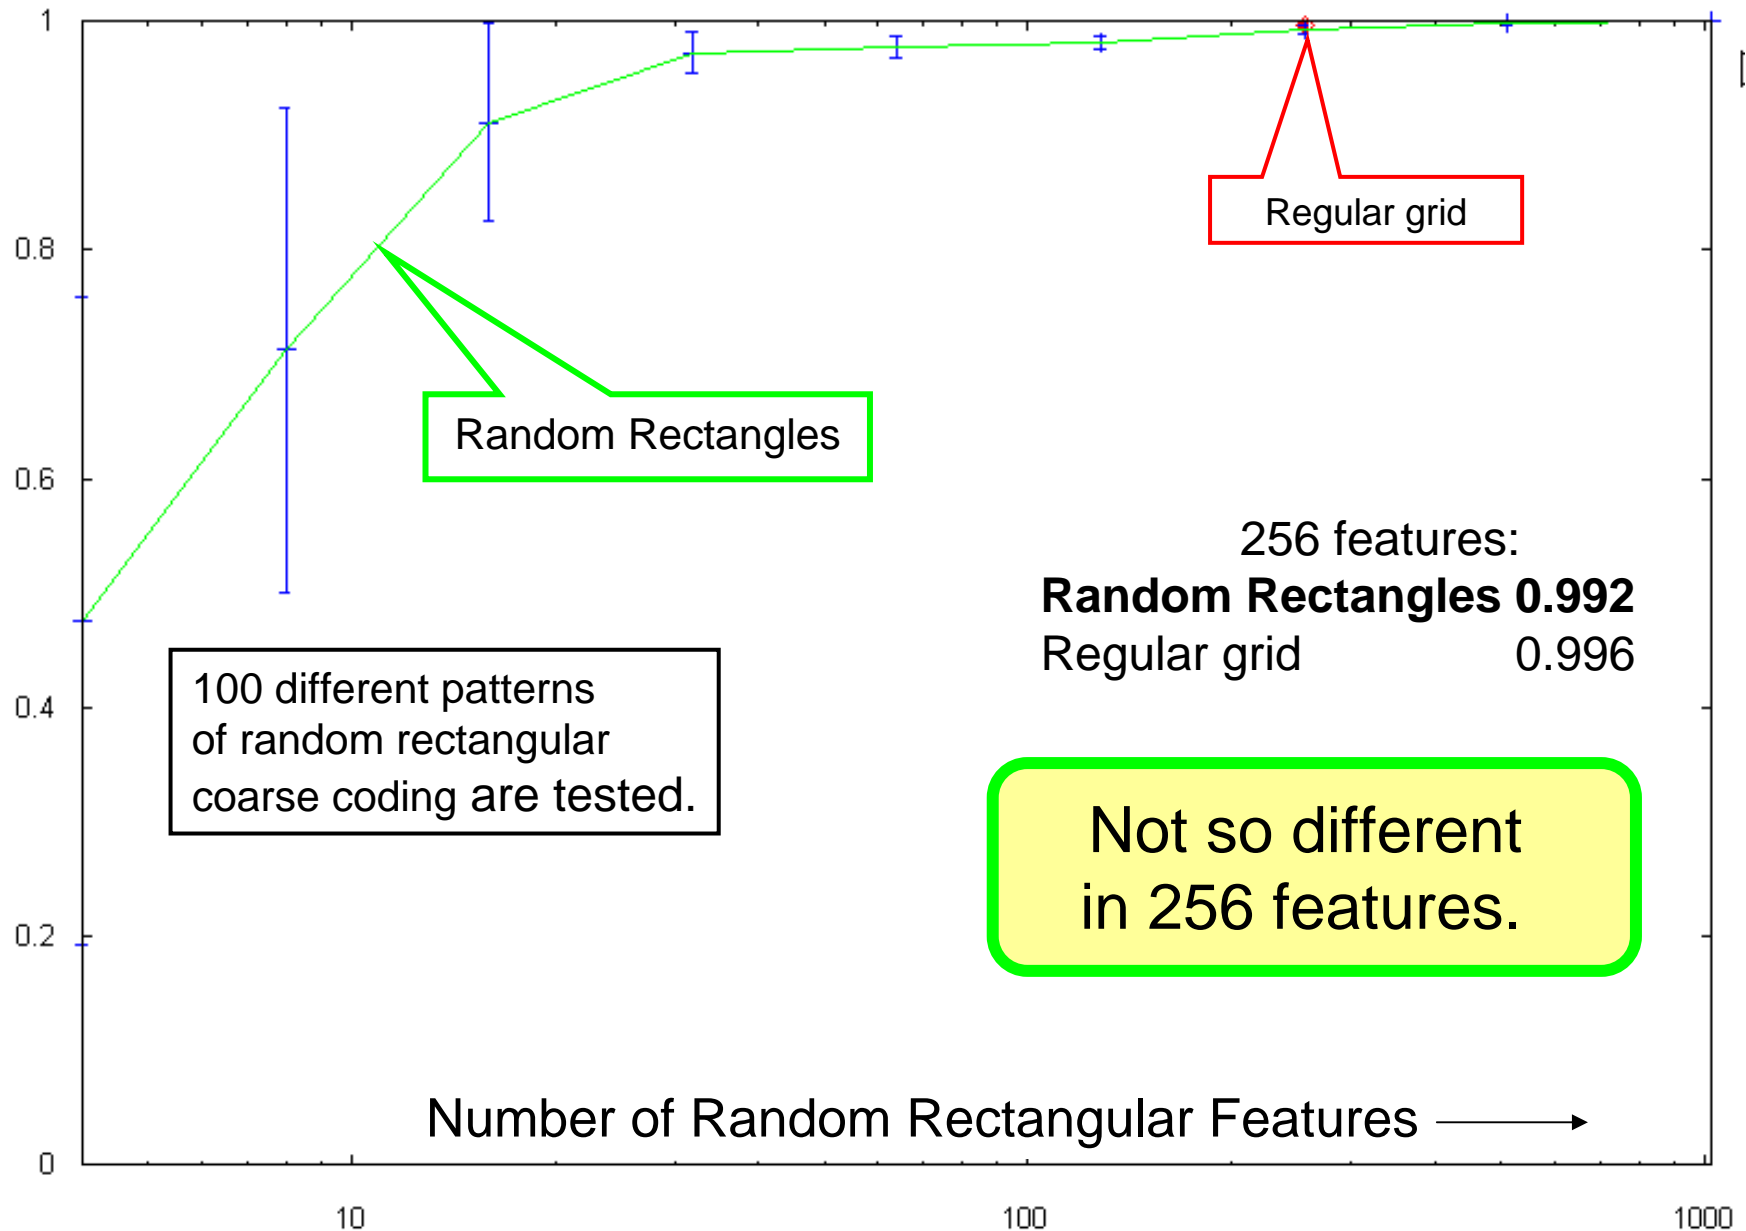 1
0.8
0.6
0.4
0.2
0
Regular grid
Random Rectangles
256 features:
Random Rectangles 0.992
Regular grid 0.996
100 different patterns
of random rectangular
coarse coding are tested.
Not so different
in 256 features.
Number of Random Rectangular Features
10 100 1000